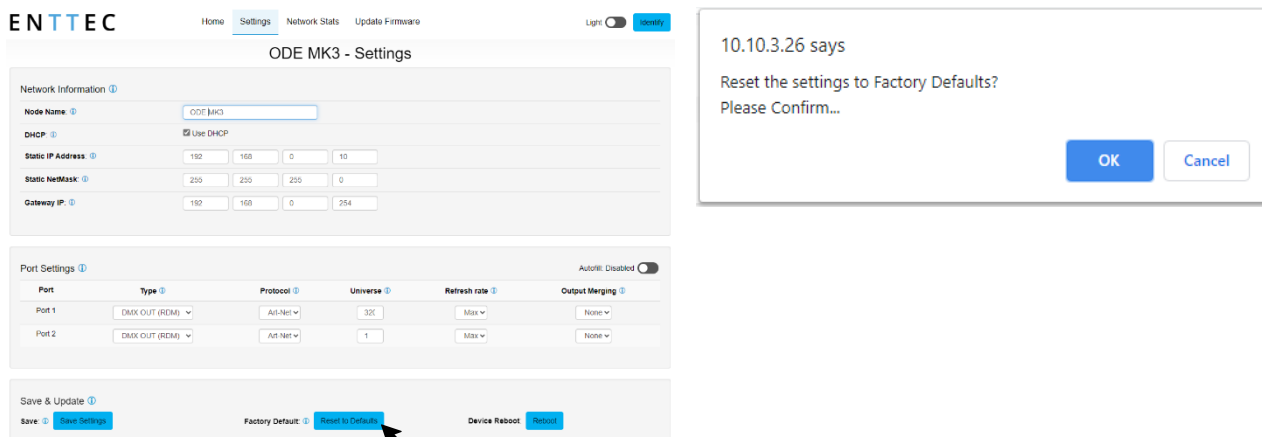 ENTTEC
Home Settings Network Stats Update Firmware
Light Identify
ODE MK3 - Settings
Network Information
Node Name: ODE MK3
DHCP: Use DHCP
Static IP Address: 192 168 0 10
Static NetMask: 255 255 255 0
Gateway IP: 192 168 0 254
Port Settings
Autofill: Disabled
Port Type Protocol Universe Refresh rate Output Merging
Port 1 DMX OUT (RDM) Art-Net 320 Max None
Port 2 DMX OUT (RDM) Art-Net 1 Max None
Save & Update
Save: Save Settings Factory Default: Reset to Defaults Device Reboot: Reboot
10.10.3.26 says
Reset the settings to Factory Defaults?
Please Confirm...
OK Cancel